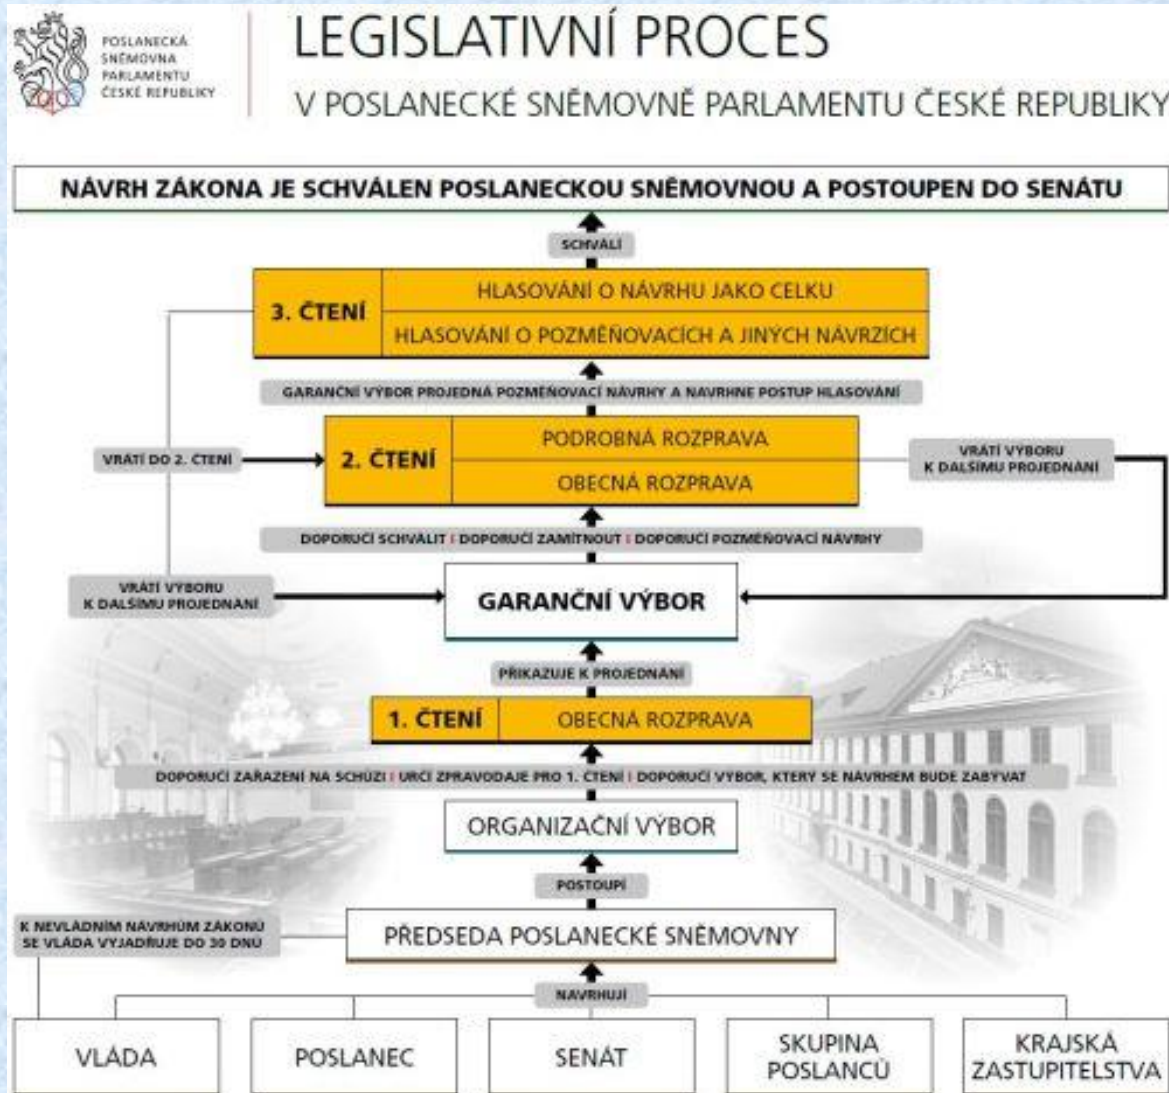 POSLANECKÁ
SNĚMOVNA
PARLAMENTU
ČESKÉ REPUBLIKY
LEGISLATIVNÍ PROCES
V POSLANECKÉ SNĚMOVNĚ PARLAMENTU ČESKÉ REPUBLIKY
NÁVRH ZÁKONA JE SCHVÁLEN POSLANECKOU SNĚMOVNOU A POSTOUPEN DO SENÁTU
SCHVÁLÍ
3. ČTENÍ
HLASOVÁNÍ O NÁVRHU JAKO CELKU
HLASOVÁNÍ O POZMĚŇOVACÍCH A JINÝCH NÁVRZÍCH
GARANČNÍ VÝBOR PROJEDNÁ POZMĚŇOVACÍ NÁVRHY A NAVRHNE POSTUP HLASOVÁNÍ
VRÁTÍ DO 2. ČTENÍ
2. ČTENÍ
PODROBNÁ ROZPRAVA
OBECNÁ ROZPRAVA
VRÁTÍ VÝBORU
K DALŠÍMU PROJEDNÁNÍ
DOPORUČÍ SCHVÁLIT I DOPORUČÍ ZAMÍTNOUT I DOPORUČÍ POZMĚŇOVACÍ NÁVRHY
VRÁTÍ VÝBORU
K DALŠÍMU PROJEDNÁNÍ
GARANČNÍ VÝBOR
PŘIKAZUJE K PROJEDNÁNÍ
1. ČTENÍ
OBECNÁ ROZPRAVA
DOPORUČÍ ZAŘAZENÍ NA SCHŮZI I URČÍ ZPRAVODAJE PRO 1. ČTENÍ I DOPORUČÍ VÝBOR, KTERÝ SE NÁVRHEM BUDE ZABÝVAT
ORGANIZAČNÍ VÝBOR
POSTOUPÍ
K NEVLÁDNÍM NÁVRHŮM ZÁKONŮ
SE VLÁDA VYJADŘUJE DO 30 DNŮ
PŘEDSEDA POSLANECKÉ SNĚMOVNY
NAVRHUJÍ
VLÁDA
POSLANEC
SENÁT
SKUPINA
POSLANCŮ
KRAJSKÁ
ZASTUPITELSTVA